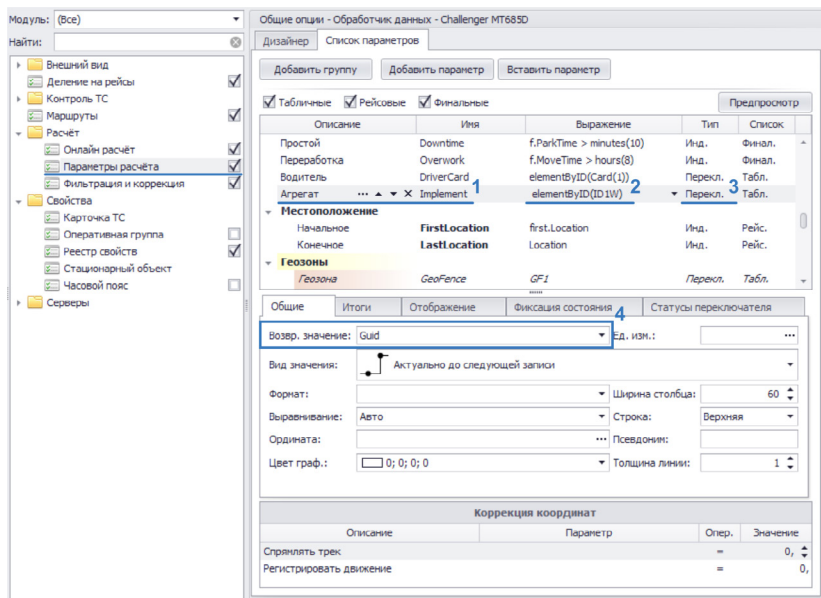 Модуль: (Все)
Найти:
Внешний вид
Деление на рейсы
Контроль ТС
Маршруты
Расчёт
Онлайн расчёт
Параметры расчёта
Фильтрация и коррекция
Свойства
Карточка ТС
Оперативная группа
Реестр свойств
Стационарный объект
Часовой пояс
Серверы
Общие опции - Обработчик данных - Challenger MT685D
Дизайнер Список параметров
Добавить группу Добавить параметр Вставить параметр
Табличные Рейсовые Финальные Предпросмотр
Описание Имя Выражение Тип Список
Простой Downtime f.ParkTime > minutes(10) Инд. Финал.
Переработка Overwork f.MoveTime > hours(8) Инд. Финал.
Водитель DriverCard elementByID(Card(1)) Перекл. Табл.
Агрегат Implement 1 elementByID(ID1W) 2 Перекл. 3 Табл.
Местоположение
Начальное FirstLocation first.Location Инд. Рейс.
Конечное LastLocation Location Инд. Рейс.
Геозоны
Геозона GeoFence GF1 Перекл. Табл.
Общие Итоги Отображение Фиксация состояния Статусы переключателя
4
Возвр. значение: Guid Ед. изм.:
Вид значения: Актуально до следующей записи
Формат: Ширина столбца: 60
Выравнивание: Авто Строка: Верхняя
Ордината: Псевдоним:
Цвет граф.: 0; 0; 0; 0 Толщина линии: 1
Коррекция координат
Описание Параметр Опер. Значение
Спрямлять трек = 0,
Регистрировать движение = 0,